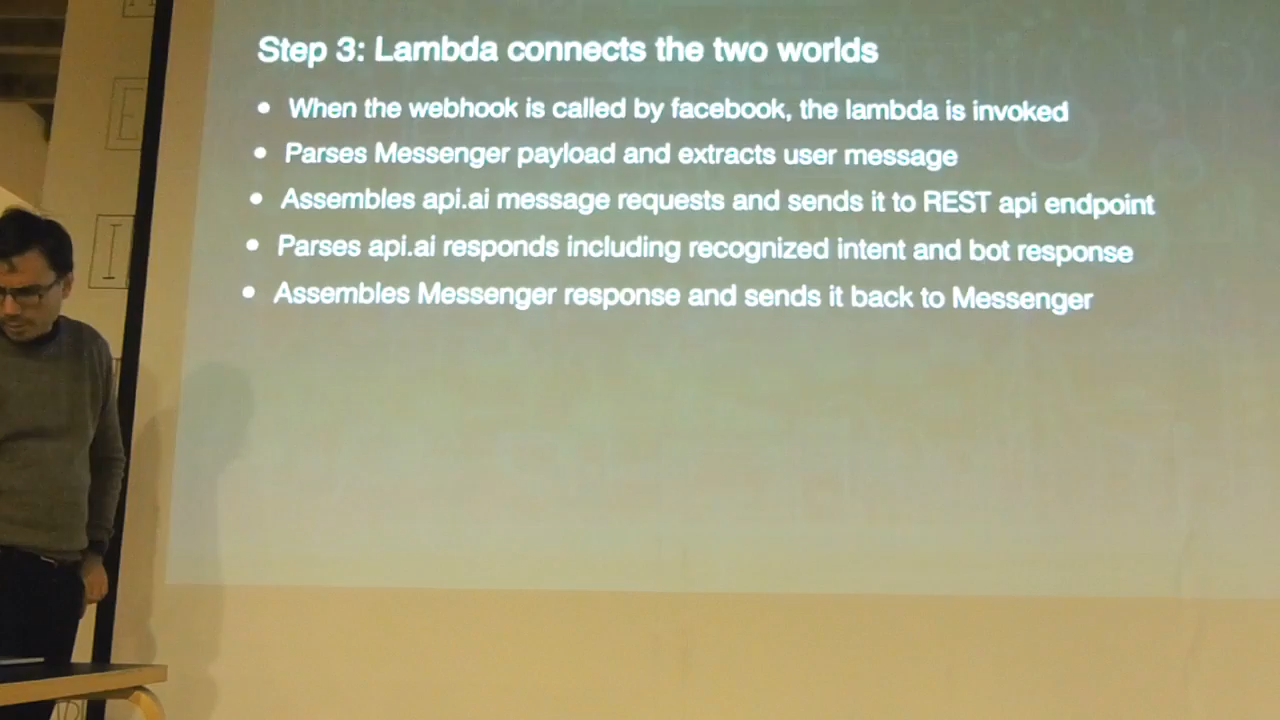 Step 3: Lambda connects the two worlds
• When the webhook is called by facebook, the lambda is invoked
• Parses Messenger payload and extracts user message
• Assembles api.ai message requests and sends it to REST api endpoint
• Parses api.ai responds including recognized intent and bot response
• Assembles Messenger response and sends it back to Messenger
E
I